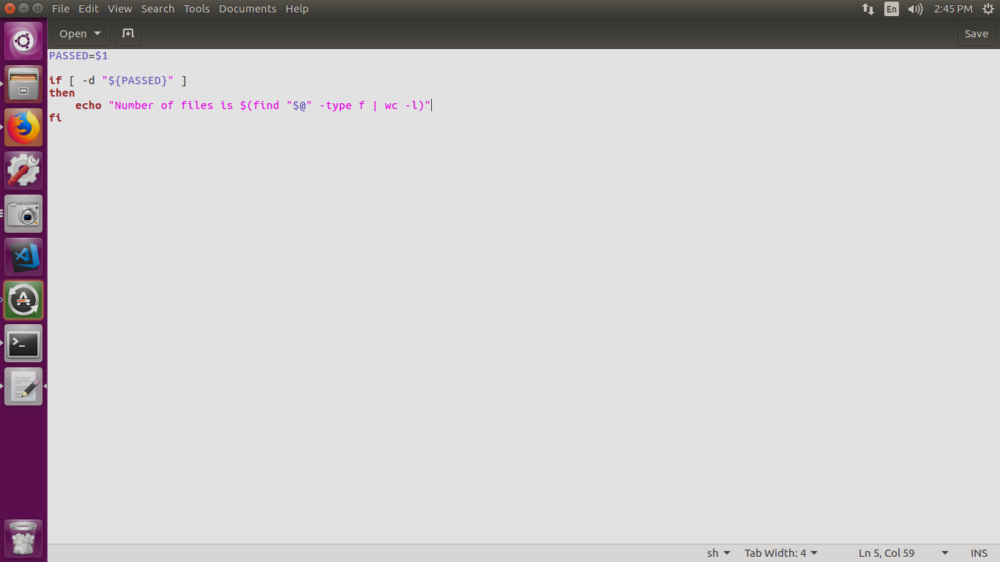 File Edit View Search Tools Documents Help En 2:45 PM
Open Save
PASSED=$1
if [ -d "${PASSED}" ]
then
    echo "Number of files is $(find "$@" -type f | wc -l)"
fi
sh Tab Width: 4 Ln 5, Col 59 INS